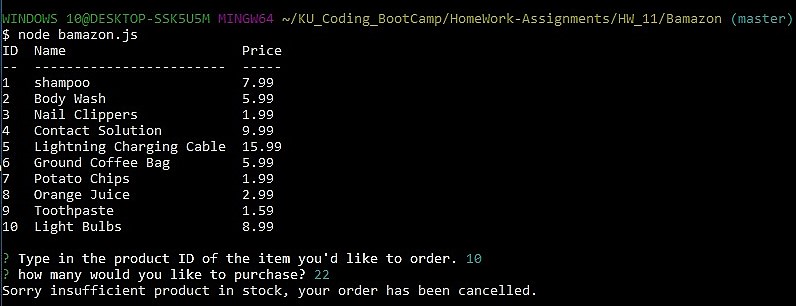 WINDOWS 10@DESKTOP-SSK5U5M MINGW64 ~/KU_Coding_BootCamp/HomeWork-Assignments/HW_11/Bamazon (master)
$ node bamazon.js
ID  Name                      Price
--  ------------------------  -----
1   shampoo                   7.99
2   Body Wash                 5.99
3   Nail Clippers             1.99
4   Contact Solution          9.99
5   Lightning Charging Cable  15.99
6   Ground Coffee Bag         5.99
7   Potato Chips              1.99
8   Orange Juice              2.99
9   Toothpaste                1.59
10  Light Bulbs               8.99
? Type in the product ID of the item you'd like to order. 10
? how many would you like to purchase? 22
Sorry insufficient product in stock, your order has been cancelled.